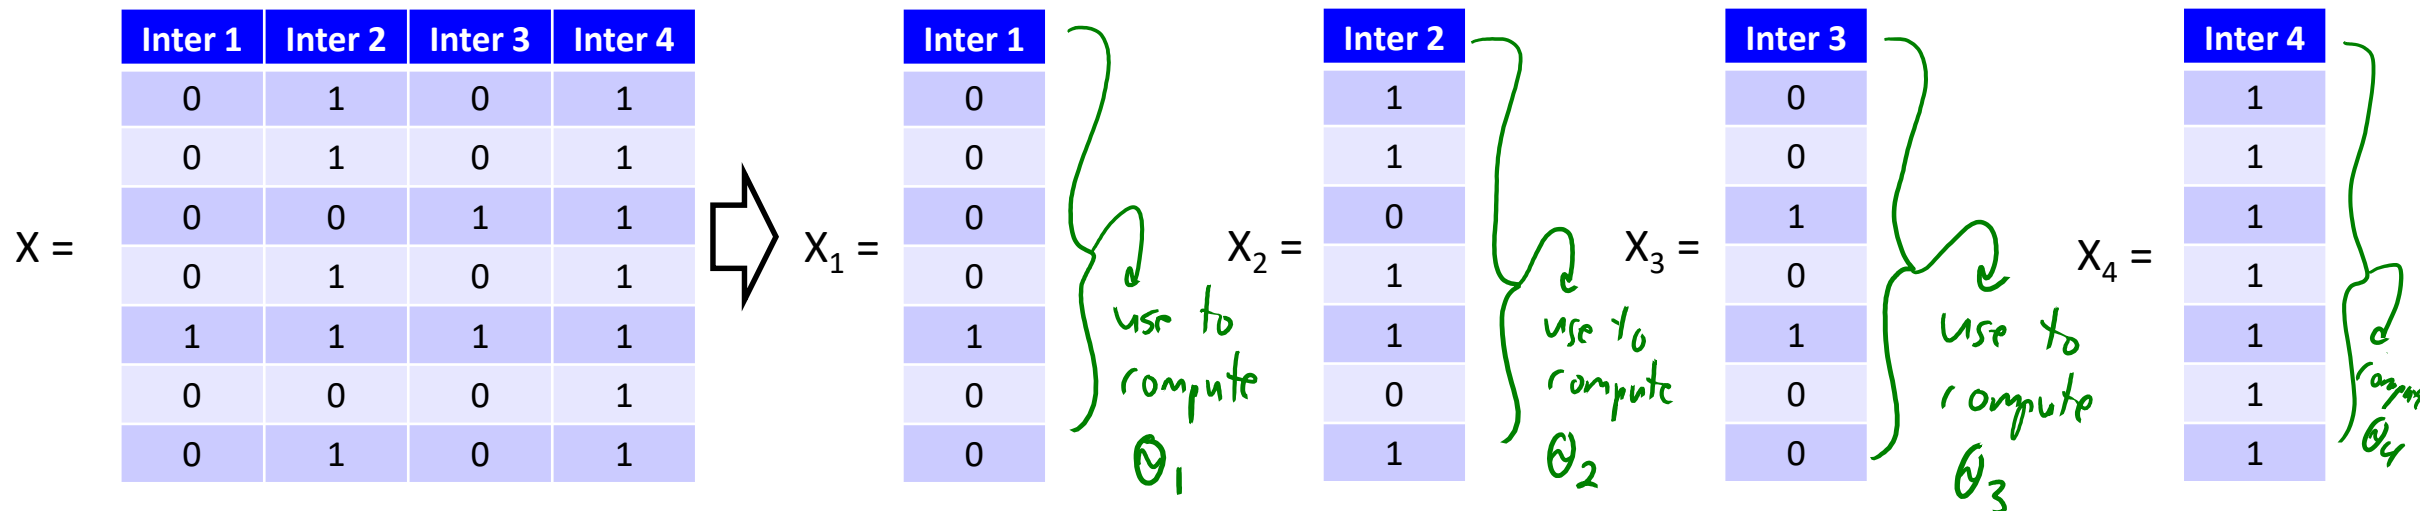 Inter 1 Inter 2 Inter 3 Inter 4
0 1 0 1
0 1 0 1
0 0 1 1
0 1 0 1
1 1 1 1
0 0 0 1
0 1 0 1
X =
X₁ =
Inter 1
0
0
0
0
1
0
0
use to
compute
Θ₁
X₂ =
Inter 2
1
1
0
1
1
0
1
use to
compute
Θ₂
X₃ =
Inter 3
0
0
1
0
1
0
0
use to
compute
Θ₃
X₄ =
Inter 4
1
1
1
1
1
1
1
compute
Θ₄